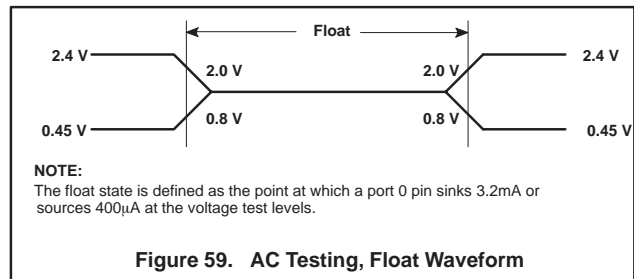 Float
2.4 V
2.0 V
2.0 V
2.4 V
0.45 V
0.8 V
0.8 V
0.45 V
NOTE:
The float state is defined as the point at which a port 0 pin sinks 3.2mA or
sources 400µA at the voltage test levels.
Figure 59. AC Testing, Float Waveform